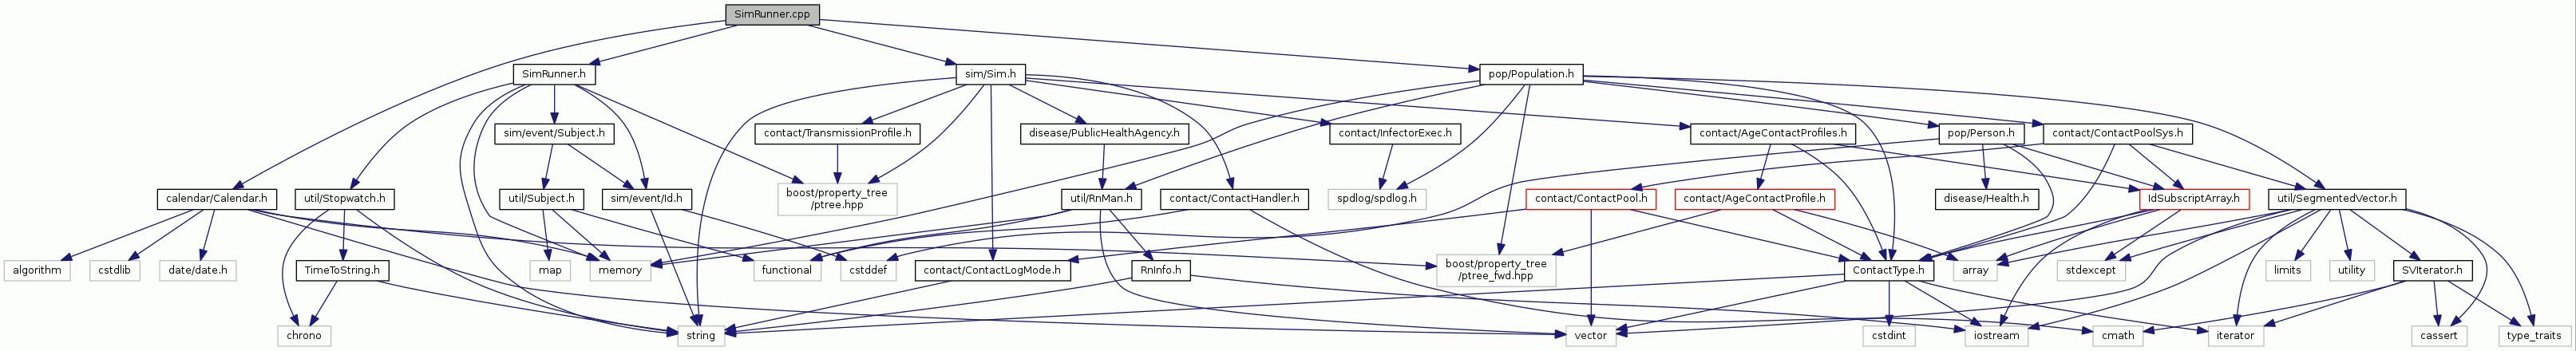 SimRunner.cpp
SimRunner.h
sim/Sim.h
pop/Population.h
sim/event/Subject.h
contact/TransmissionProfile.h
disease/PublicHealthAgency.h
contact/InfectorExec.h
contact/AgeContactProfiles.h
pop/Person.h
contact/ContactPoolSys.h
calendar/Calendar.h
util/Stopwatch.h
util/Subject.h
sim/event/Id.h
boost/property_tree
/ptree.hpp
util/RnMan.h
contact/ContactHandler.h
spdlog/spdlog.h
contact/ContactPool.h
contact/AgeContactProfile.h
disease/Health.h
IdSubscriptArray.h
util/SegmentedVector.h
algorithm
cstdlib
date/date.h
TimeToString.h
map
memory
functional
cstddef
contact/ContactLogMode.h
RnInfo.h
boost/property_tree
/ptree_fwd.hpp
ContactType.h
array
stdexcept
limits
utility
SVIterator.h
chrono
string
vector
cstdint
iostream
cmath
iterator
cassert
type_traits